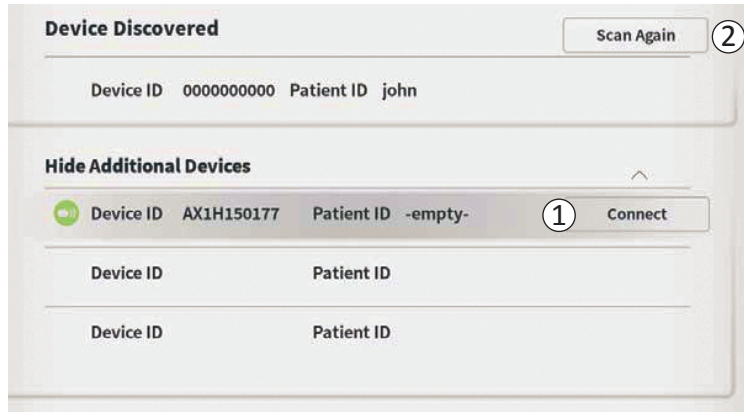 Device Discovered
Scan Again ②
Device ID 0000000000 Patient ID john
Hide Additional Devices
Device ID AX1H150177 Patient ID -empty- ① Connect
Device ID Patient ID
Device ID Patient ID